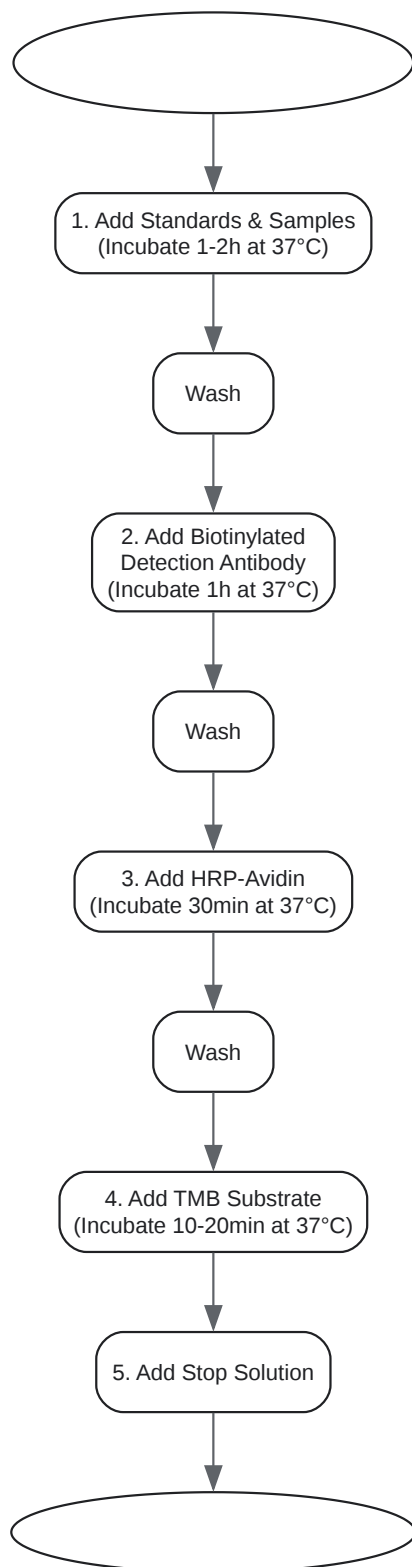 1. Add Standards & Samples
(Incubate 1-2h at 37°C)
Wash
2. Add Biotinylated
Detection Antibody
(Incubate 1h at 37°C)
Wash
3. Add HRP-Avidin
(Incubate 30min at 37°C)
Wash
4. Add TMB Substrate
(Incubate 10-20min at 37°C)
5. Add Stop Solution